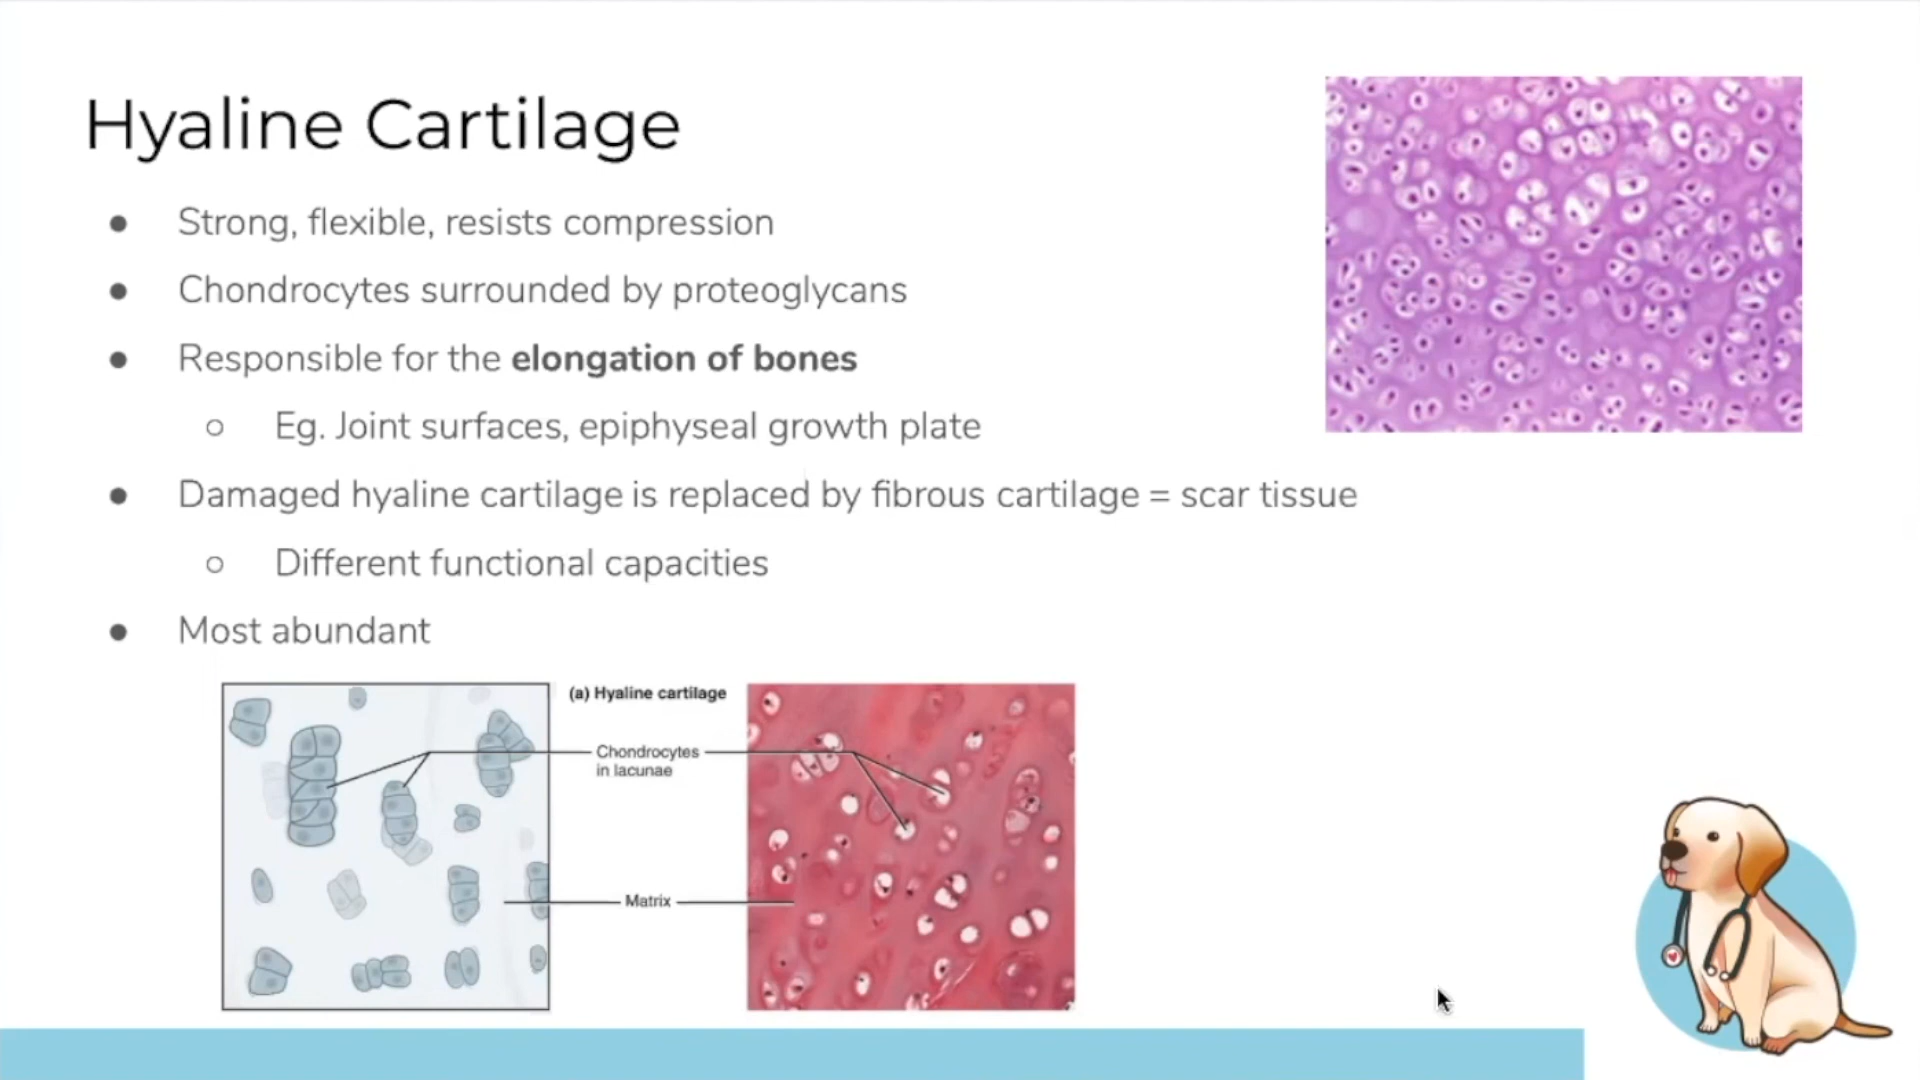 Hyaline Cartilage
Strong, flexible, resists compression
Chondrocytes surrounded by proteoglycans
Responsible for the elongation of bones
Eg. Joint surfaces, epiphyseal growth plate
Damaged hyaline cartilage is replaced by fibrous cartilage = scar tissue
Different functional capacities
Most abundant
(a) Hyaline cartilage
Chondrocytes
in lacunae
Matrix